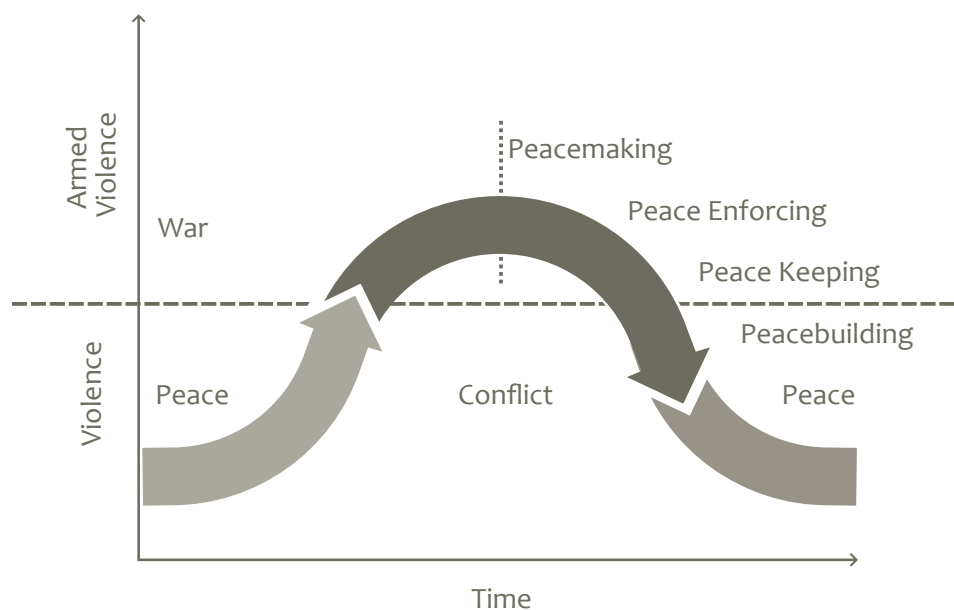 Armed
Violence
Peacemaking
Peace Enforcing
War
Peace Keeping
Peacebuilding
Violence
Peace
Conflict
Peace
Time